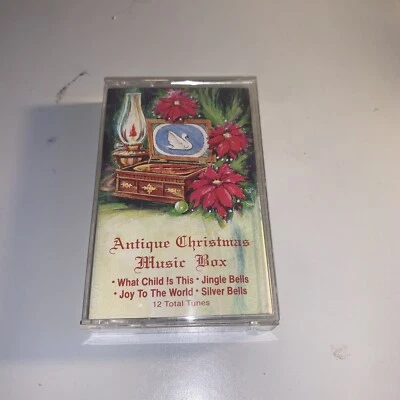 Antique Christmas
Music Box
• What Child Is This • Jingle Bells
• Joy To The World • Silver Bells
12 Total Tunes